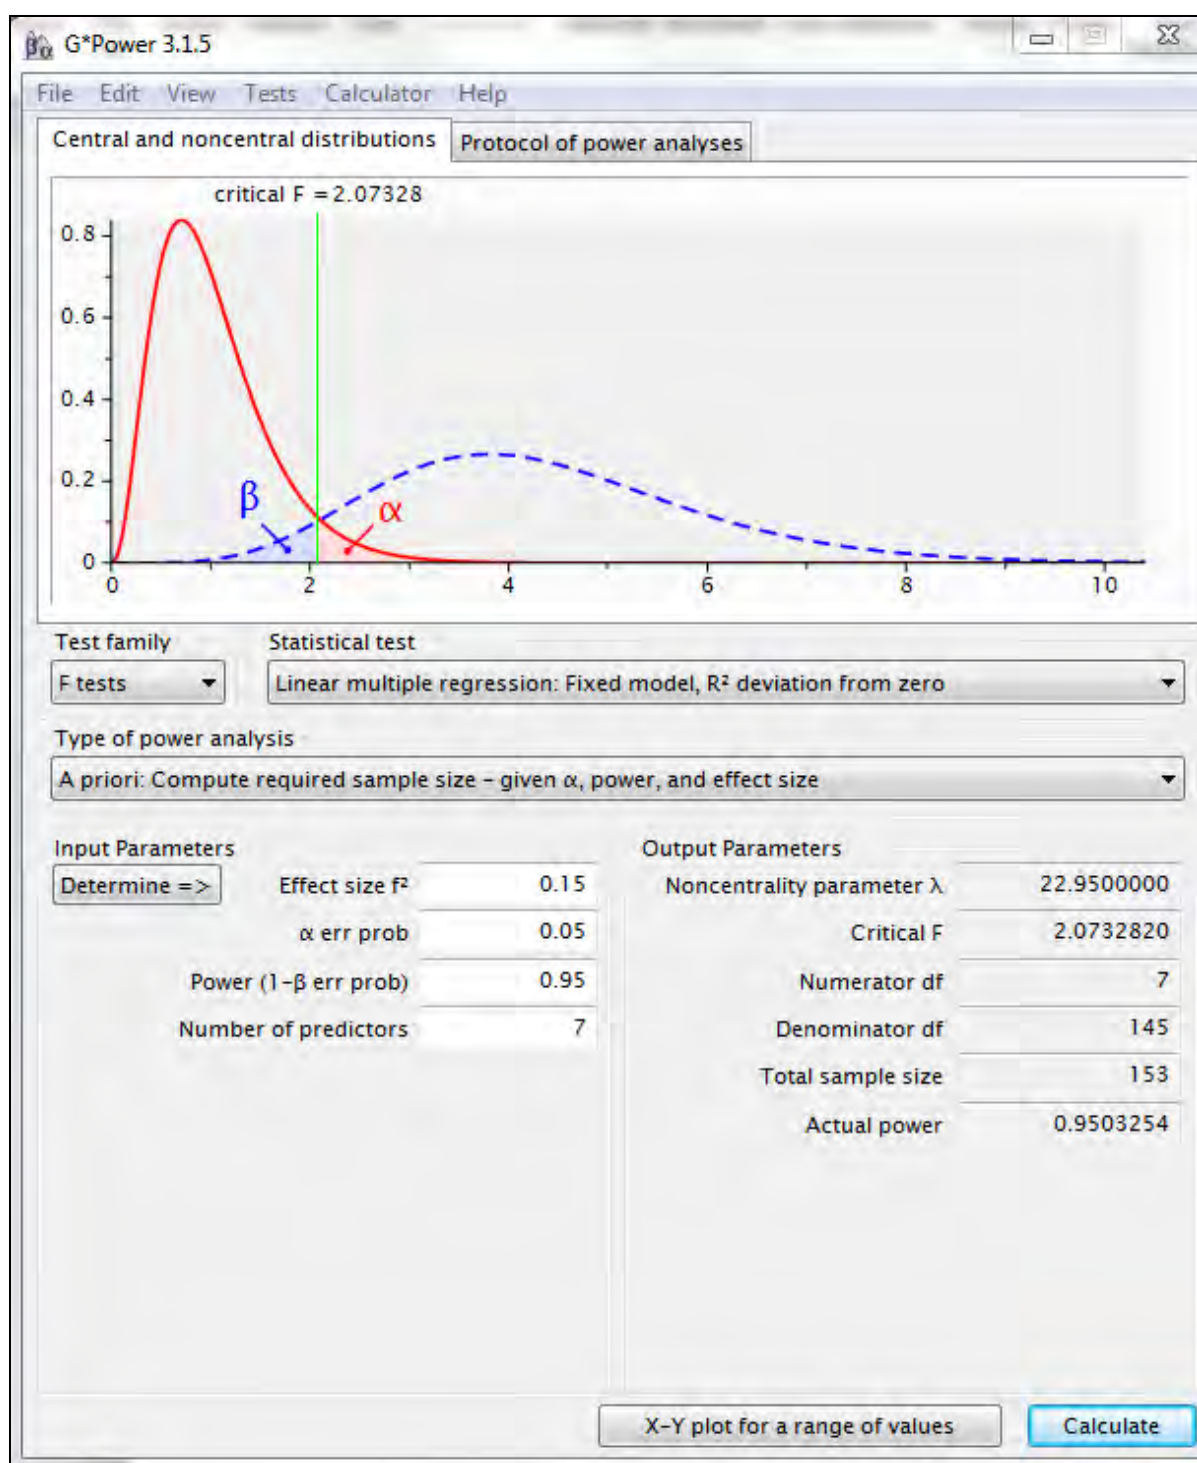 G*Power 3.1.5
File Edit View Tests Calculator Help
Central and noncentral distributions Protocol of power analyses
critical F = 2.07328
0.8
0.6
0.4
0.2
0
β
α
0 2 4 6 8 10
Test family Statistical test
F tests Linear multiple regression: Fixed model, R² deviation from zero
Type of power analysis
A priori: Compute required sample size – given α, power, and effect size
Input Parameters Output Parameters
Determine => Effect size f² 0.15 Noncentrality parameter λ 22.9500000
α err prob 0.05 Critical F 2.0732820
Power (1-β err prob) 0.95 Numerator df 7
Number of predictors 7 Denominator df 145
Total sample size 153
Actual power 0.9503254
X-Y plot for a range of values Calculate